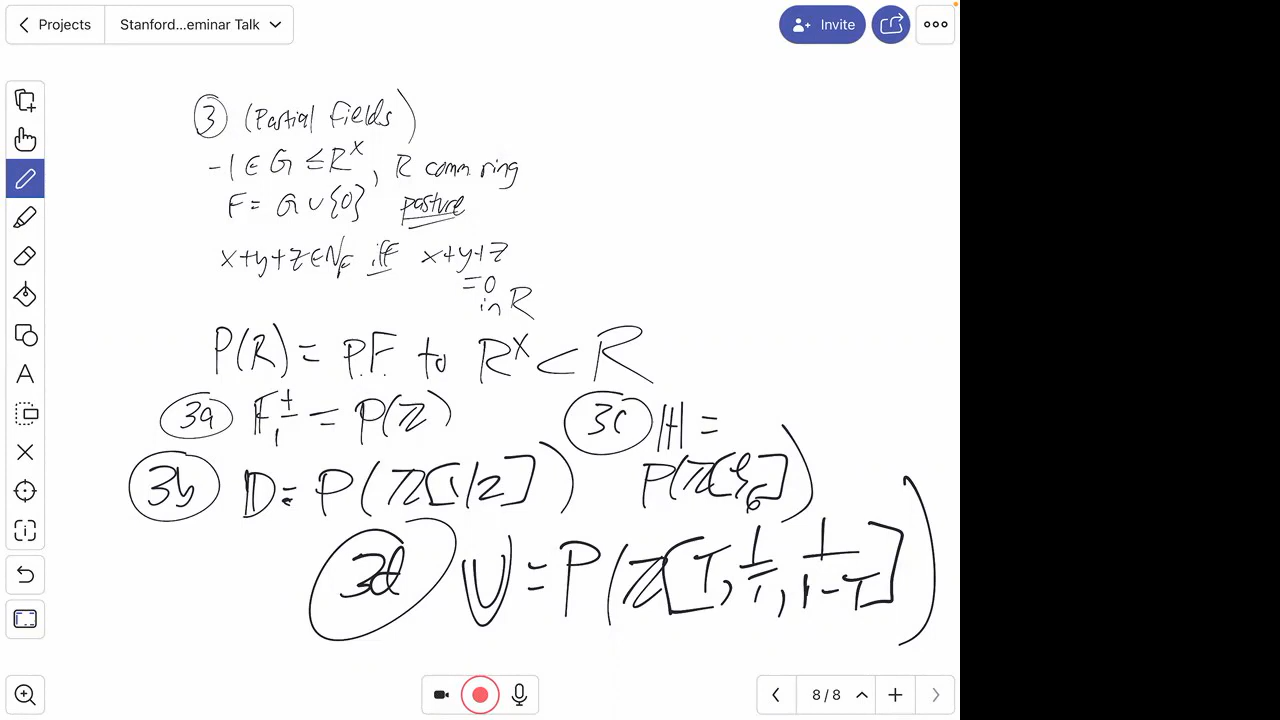 Projects
Stanford...eminar Talk
Invite
③ (Partial Fields)
-1 ∈ G ≤ R^×, R comm ring
F = G ∪ {0} pasture
x+y+z ∈ N_F iff x+y+z
=0
in R
P(R) = P.F. to R^× ⊂ R
3a F_1^± = P(ℤ)
3c ℍ =
P(ℤ[ζ_6])
3b 𝔻 = P(ℤ[1/2])
3d 𝕌 = P(ℤ[T, 1/T, 1/(1-T)])
A
8/8